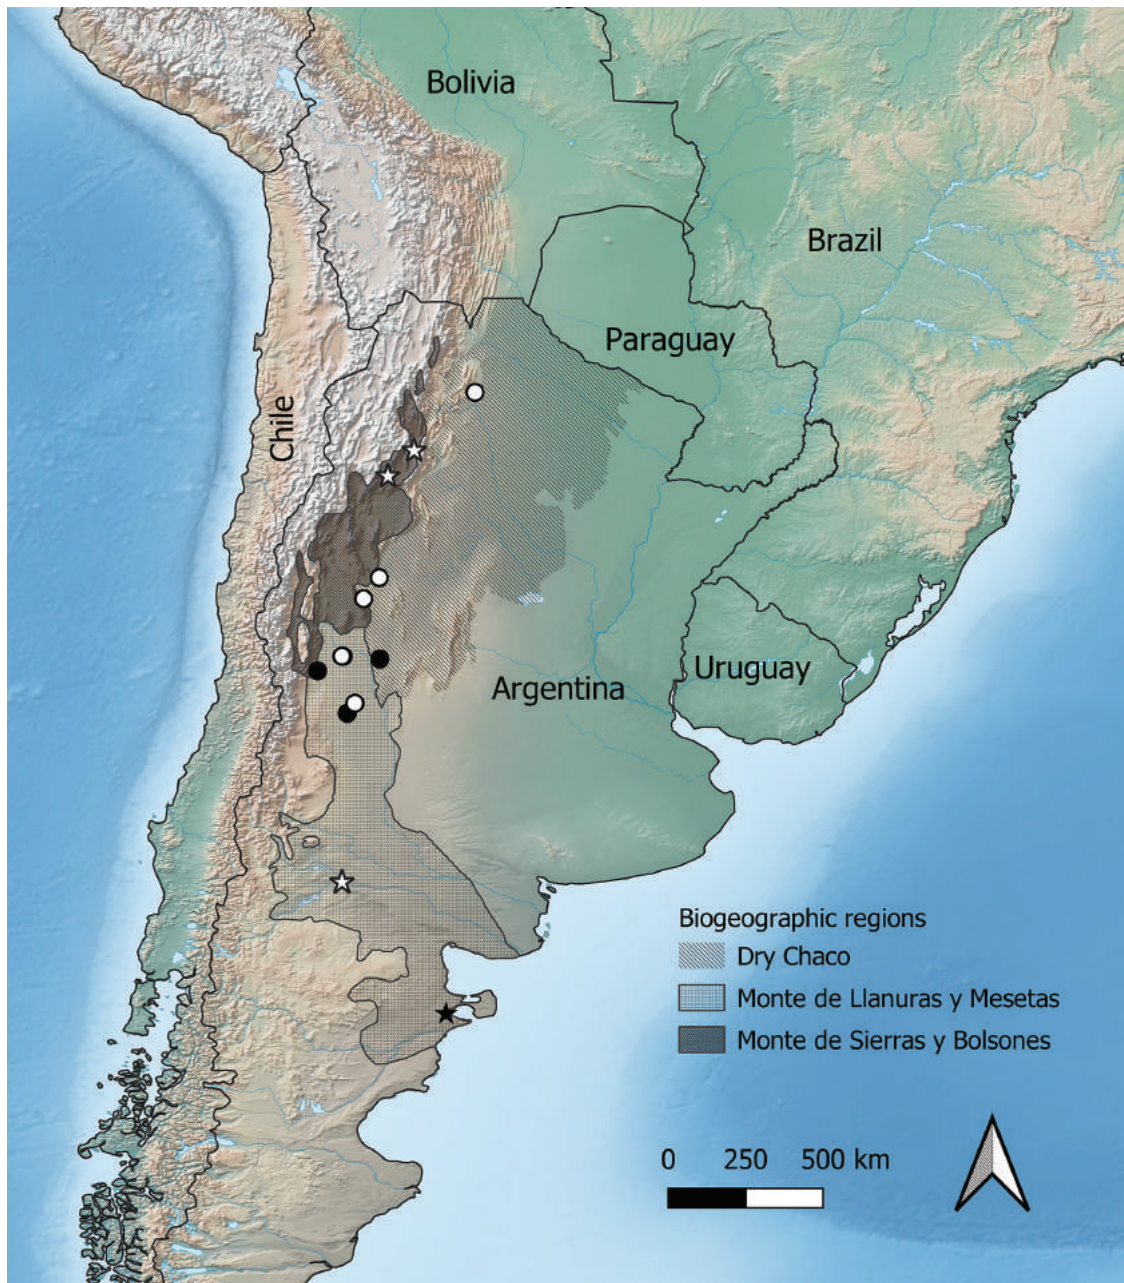 Bolivia
Brazil
Paraguay
Chile
Uruguay
Argentina
Biogeographic regions
Dry Chaco
Monte de Llanuras y Mesetas
Monte de Sierras y Bolsones
0 250 500 km